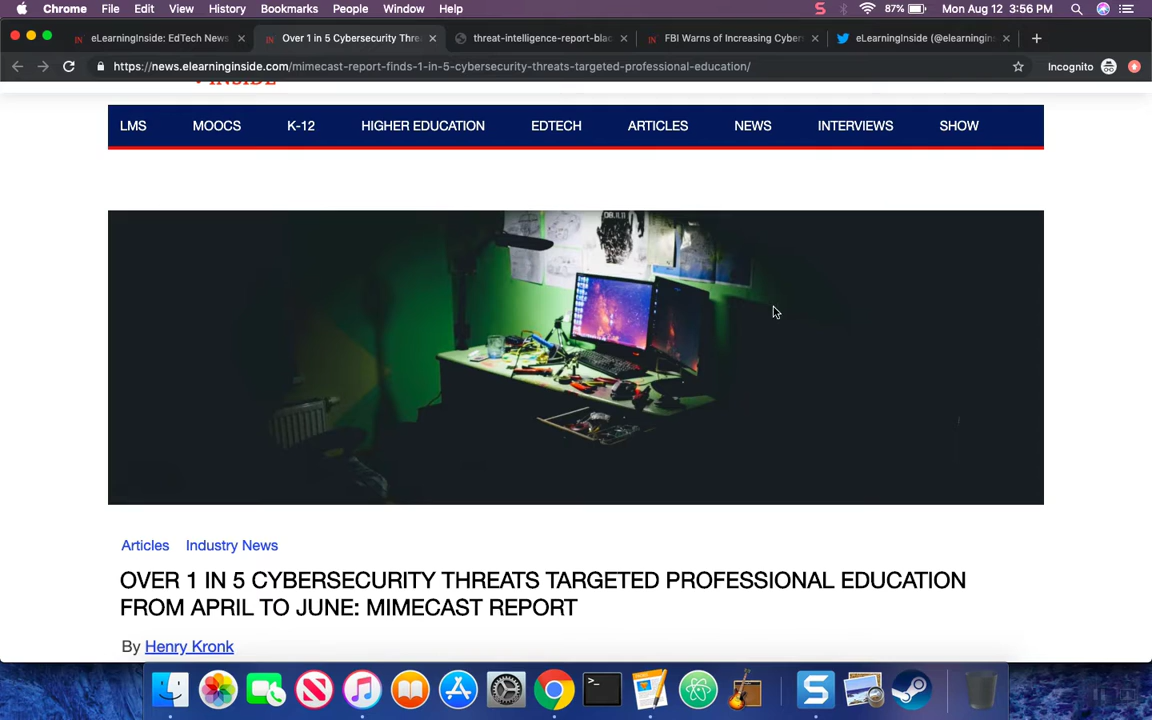 Chrome File Edit View History Bookmarks People Window Help 87% Mon Aug 12 3:56 PM
eLearningInside: EdTech News Over 1 in 5 Cybersecurity Thre threat-intelligence-report-blac FBI Warns of Increasing Cyber eLearningInside (@elearningins
https://news.elearninginside.com/mimecast-report-finds-1-in-5-cybersecurity-threats-targeted-professional-education/ Incognito
INSIDE
LMS MOOCS K-12 HIGHER EDUCATION EDTECH ARTICLES NEWS INTERVIEWS SHOW
Articles Industry News
OVER 1 IN 5 CYBERSECURITY THREATS TARGETED PROFESSIONAL EDUCATION
FROM APRIL TO JUNE: MIMECAST REPORT
By Henry Kronk